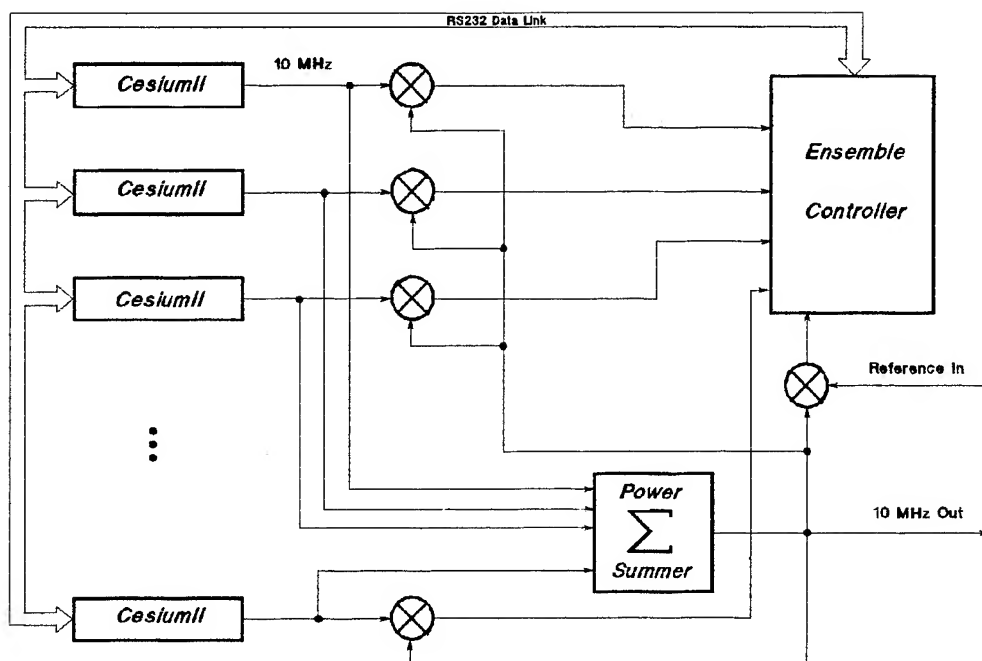 RS232 Data Link
10 MHz
CesiumII
CesiumII
CesiumII
CesiumII
Ensemble
Controller
Reference In
Power
Σ
Summer
10 MHz Out